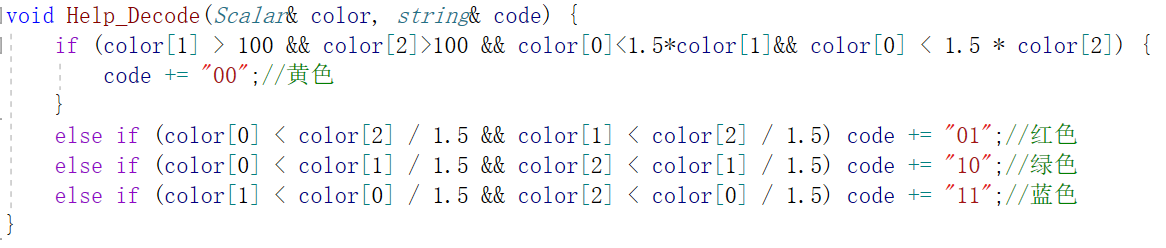 void Help_Decode(Scalar& color, string& code) {
    if (color[1] > 100 && color[2]>100 && color[0]<1.5*color[1]&& color[0] < 1.5 * color[2]) {
        code += "00";//黄色
    }
    else if (color[0] < color[2] / 1.5 && color[1] < color[2] / 1.5) code += "01";//红色
    else if (color[0] < color[1] / 1.5 && color[2] < color[1] / 1.5) code += "10";//绿色
    else if (color[1] < color[0] / 1.5 && color[2] < color[0] / 1.5) code += "11";//蓝色
}